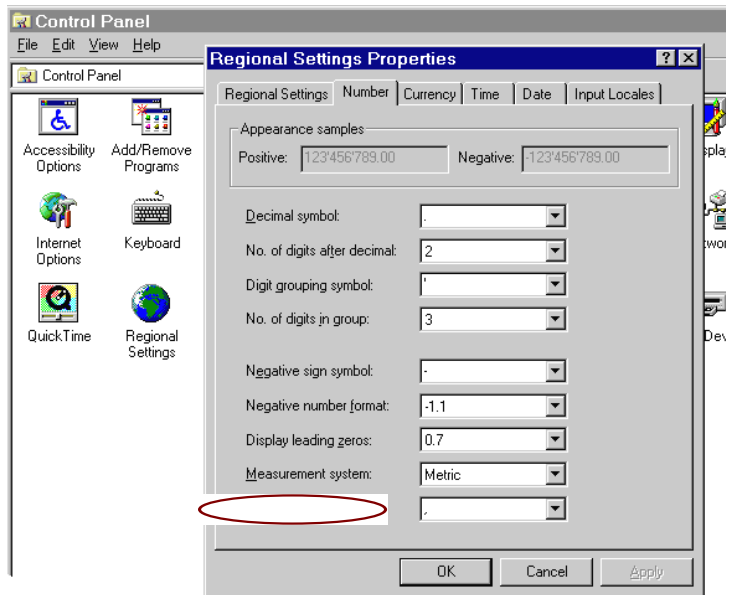 Control Panel
File Edit View Help
Control Panel
Accessibility Options
Add/Remove Programs
Internet Options
Keyboard
QuickTime
Regional Settings
Regional Settings Properties
Regional Settings Number Currency Time Date Input Locales
Appearance samples
Positive: 123'456'789.00 Negative: -123'456'789.00
Decimal symbol: .
No. of digits after decimal: 2
Digit grouping symbol: '
No. of digits in group: 3
Negative sign symbol: -
Negative number format: -1.1
Display leading zeros: 0.7
Measurement system: Metric
,
OK Cancel Apply